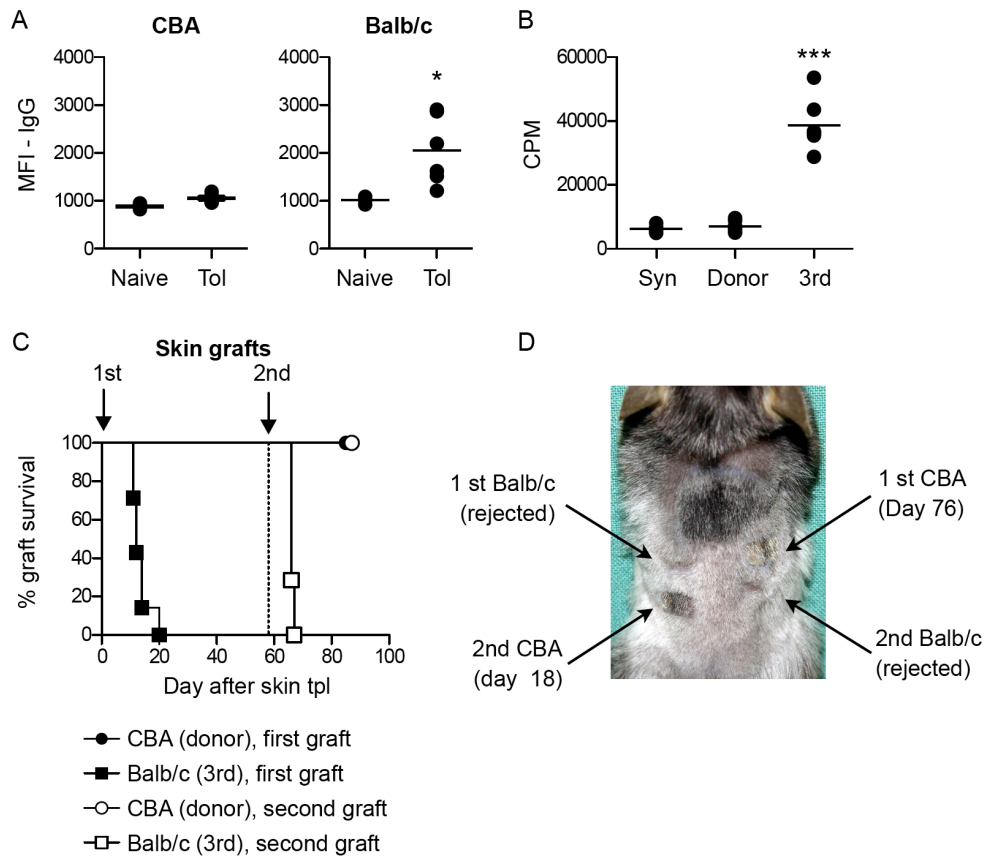 A
CBA
Balb/c
4000
3000
2000
1000
0
MFI - IgG
Naive
Tol
4000
3000
2000
1000
0
*
Naive
Tol
B
60000
40000
20000
0
CPM
***
Syn
Donor
3rd
C
Skin grafts
1st
2nd
100
80
60
40
20
0
% graft survival
0
20
40
60
80
100
Day after skin tpl
CBA (donor), first graft
Balb/c (3rd), first graft
CBA (donor), second graft
Balb/c (3rd), second graft
D
1 st Balb/c
(rejected)
1 st CBA
(Day 76)
2nd CBA
(day 18)
2nd Balb/c
(rejected)